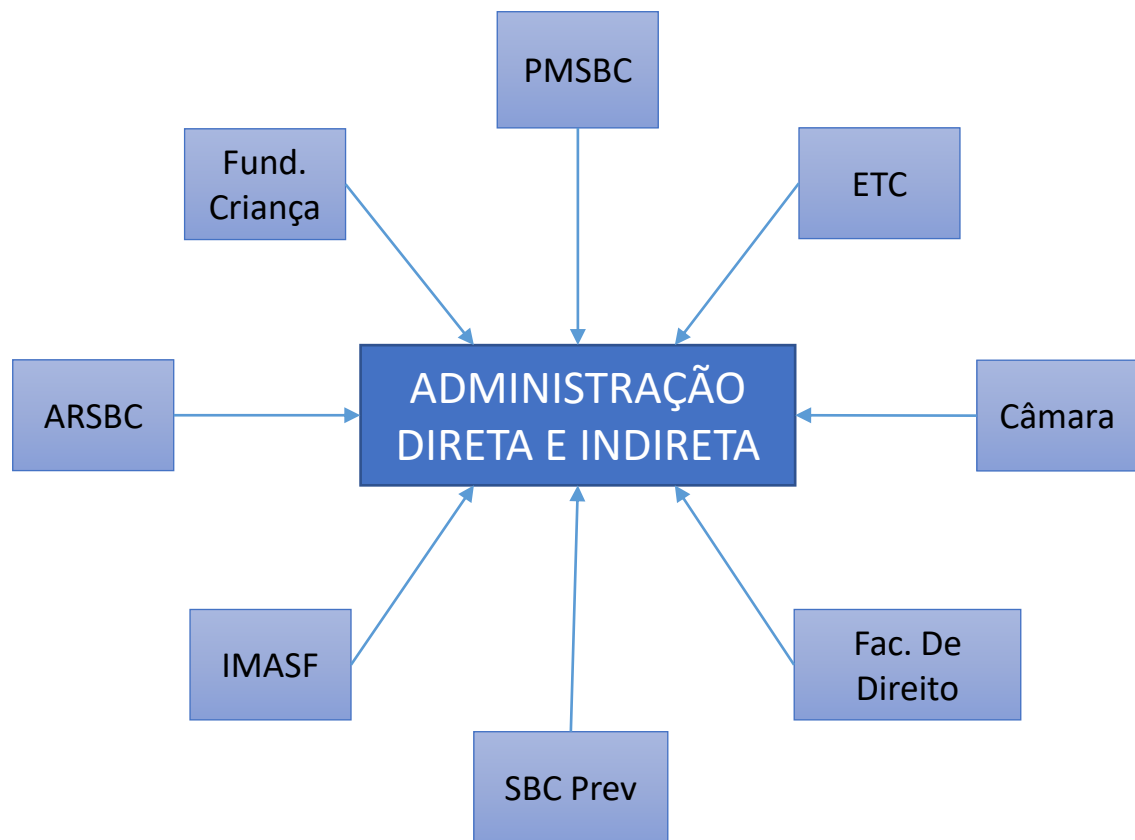 PMSBC
Fund.
Criança
ETC
ARSBC
ADMINISTRAÇÃO
DIRETA E INDIRETA
Câmara
IMASF
Fac. De
Direito
SBC Prev